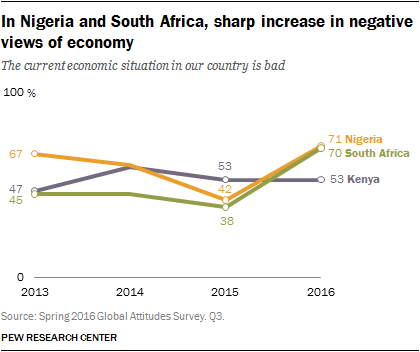 In Nigeria and South Africa, sharp increase in negative
views of economy
The current economic situation in our country is bad
100 %
67
47
45
53
42
38
71 Nigeria
70 South Africa
53 Kenya
0
2013 2014 2015 2016
Source: Spring 2016 Global Attitudes Survey. Q3.
PEW RESEARCH CENTER